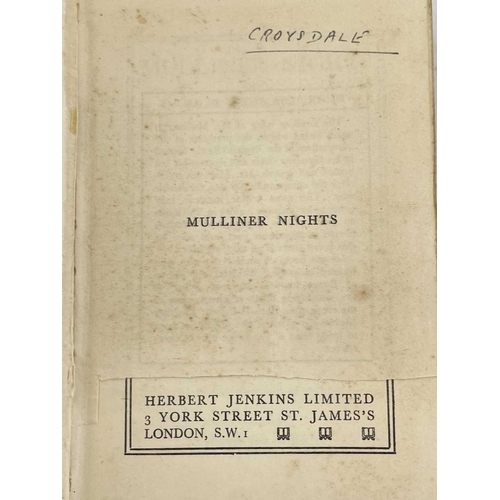 CROYSDALE
MULLINER NIGHTS
HERBERT JENKINS LIMITED
3 YORK STREET ST. JAMES'S
LONDON, S.W.1